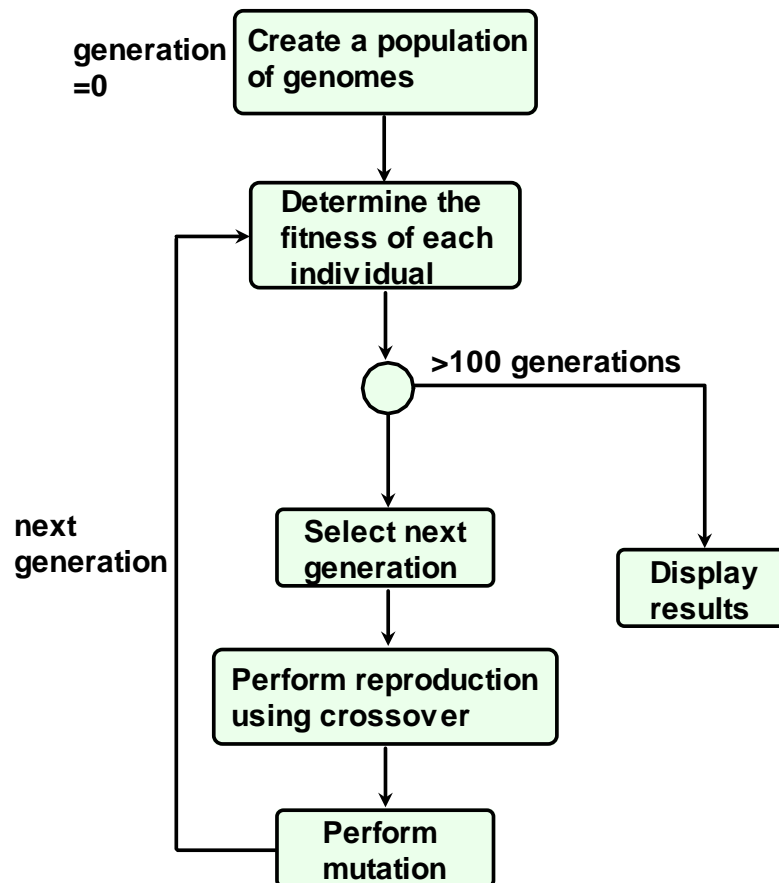 generation
=0
Create a population
of genomes
Determine the
fitness of each
individual
>100 generations
next
generation
Select next
generation
Display
results
Perform reproduction
using crossover
Perform
mutation